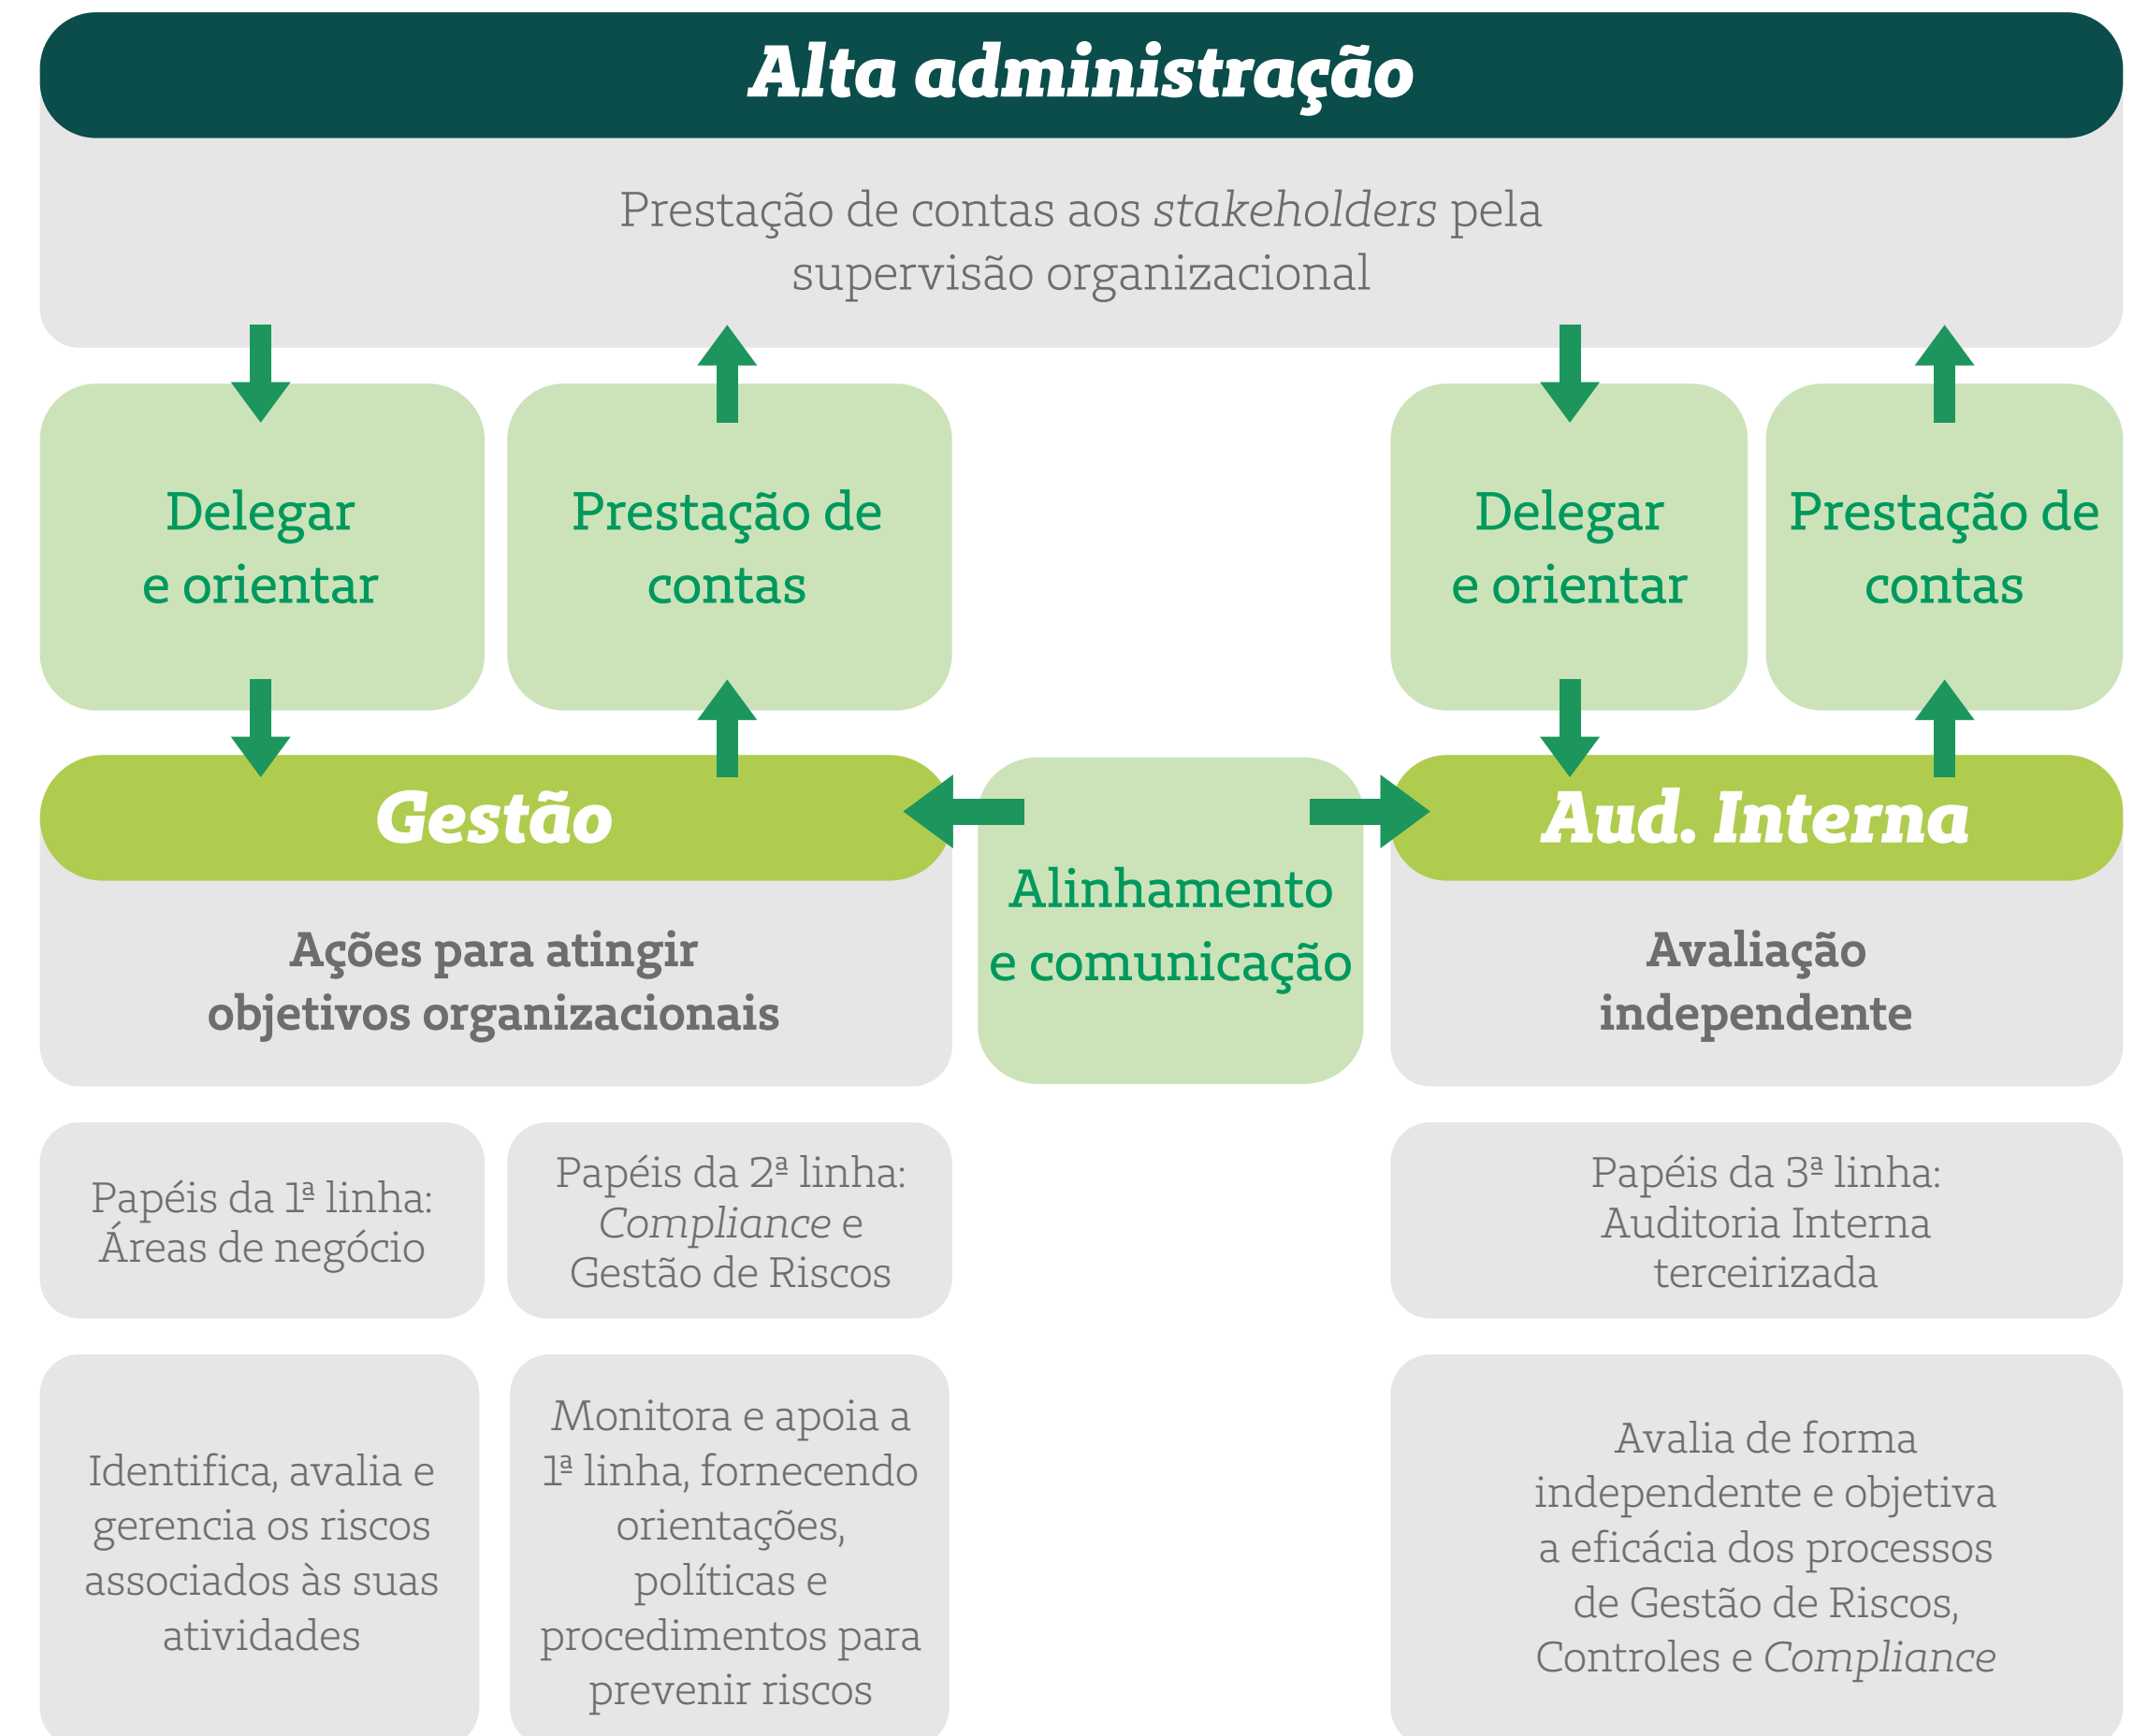 Alta administração
Prestação de contas aos stakeholders pela
supervisão organizacional
Delegar
e orientar
Prestação de
contas
Delegar
e orientar
Prestação de
contas
Gestão
Ações para atingir
objetivos organizacionais
Alinhamento
e comunicação
Aud. Interna
Avaliação
independente
Papéis da 1ª linha:
Áreas de negócio
Papéis da 2ª linha:
Compliance e
Gestão de Riscos
Papéis da 3ª linha:
Auditoria Interna
terceirizada
Identifica, avalia e
gerencia os riscos
associados às suas
atividades
Monitora e apoia a
1ª linha, fornecendo
orientações,
políticas e
procedimentos para
prevenir riscos
Avalia de forma
independente e objetiva
a eficácia dos processos
de Gestão de Riscos,
Controles e Compliance